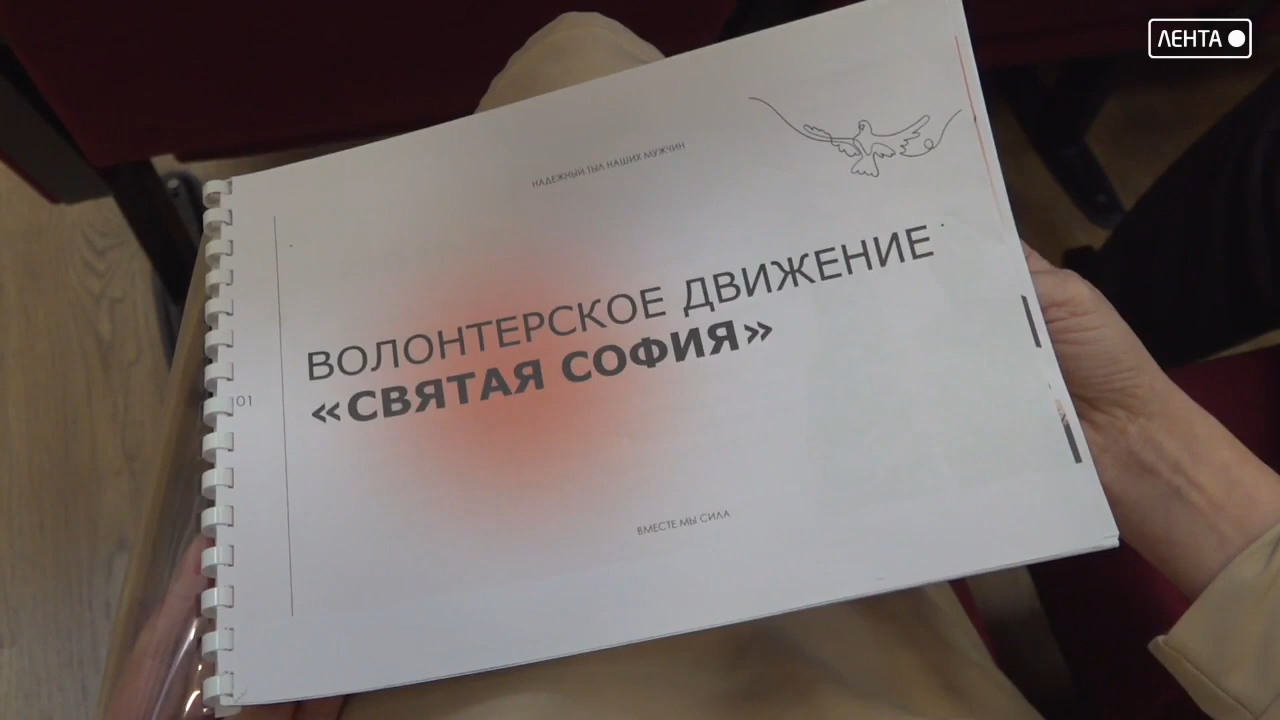 ЛЕНТА
НАДЕЖНЫЙ ТЫЛ НАШИХ МУЖЧИН
ВОЛОНТЕРСКОЕ ДВИЖЕНИЕ
«СВЯТАЯ СОФИЯ»
01
ВМЕСТЕ МЫ СИЛА